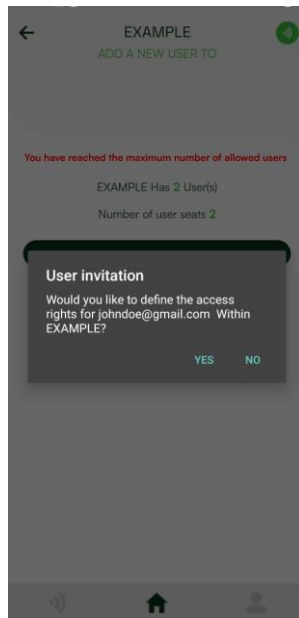 EXAMPLE
ADD A NEW USER TO
You have reached the maximum number of allowed users
EXAMPLE Has 2 User(s)
Number of user seats 2
User invitation
Would you like to define the access
rights for johndoe@gmail.com Within
EXAMPLE?
YES NO